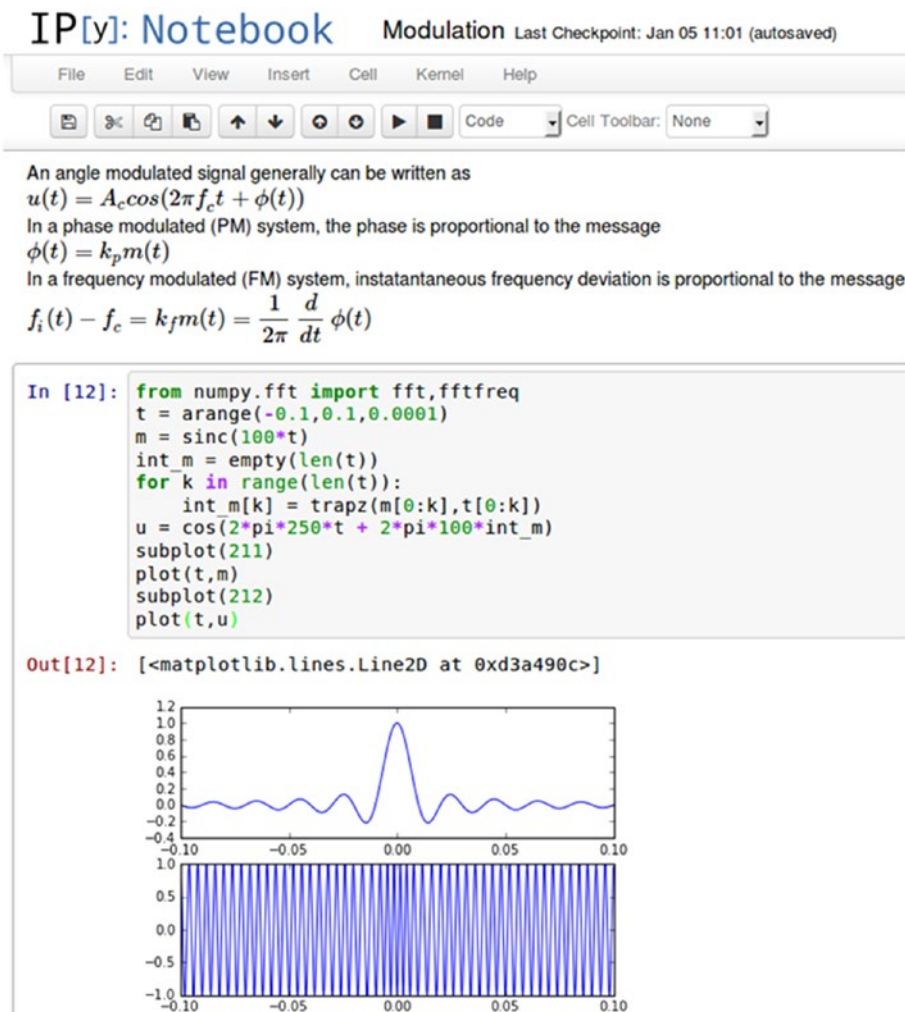 IP[y]: Notebook Modulation Last Checkpoint: Jan 05 11:01 (autosaved)
File Edit View Insert Cell Kernel Help
Code Cell Toolbar: None
An angle modulated signal generally can be written as
u(t) = A_c cos(2πf_c t + ϕ(t))
In a phase modulated (PM) system, the phase is proportional to the message
ϕ(t) = k_p m(t)
In a frequency modulated (FM) system, instatantaneous frequency deviation is proportional to the message
f_i(t) − f_c = k_f m(t) = 1/2π d/dt ϕ(t)
In [12]: from numpy.fft import fft,fftfreq
t = arange(-0.1,0.1,0.0001)
m = sinc(100*t)
int_m = empty(len(t))
for k in range(len(t)):
    int_m[k] = trapz(m[0:k],t[0:k])
u = cos(2*pi*250*t + 2*pi*100*int_m)
subplot(211)
plot(t,m)
subplot(212)
plot(t,u)
Out[12]: [<matplotlib.lines.Line2D at 0xd3a490c>]
1.2
1.0
0.8
0.6
0.4
0.2
0.0
−0.2
−0.4
−0.10 −0.05 0.00 0.05 0.10
1.0
0.5
0.0
−0.5
−1.0
−0.10 −0.05 0.00 0.05 0.10